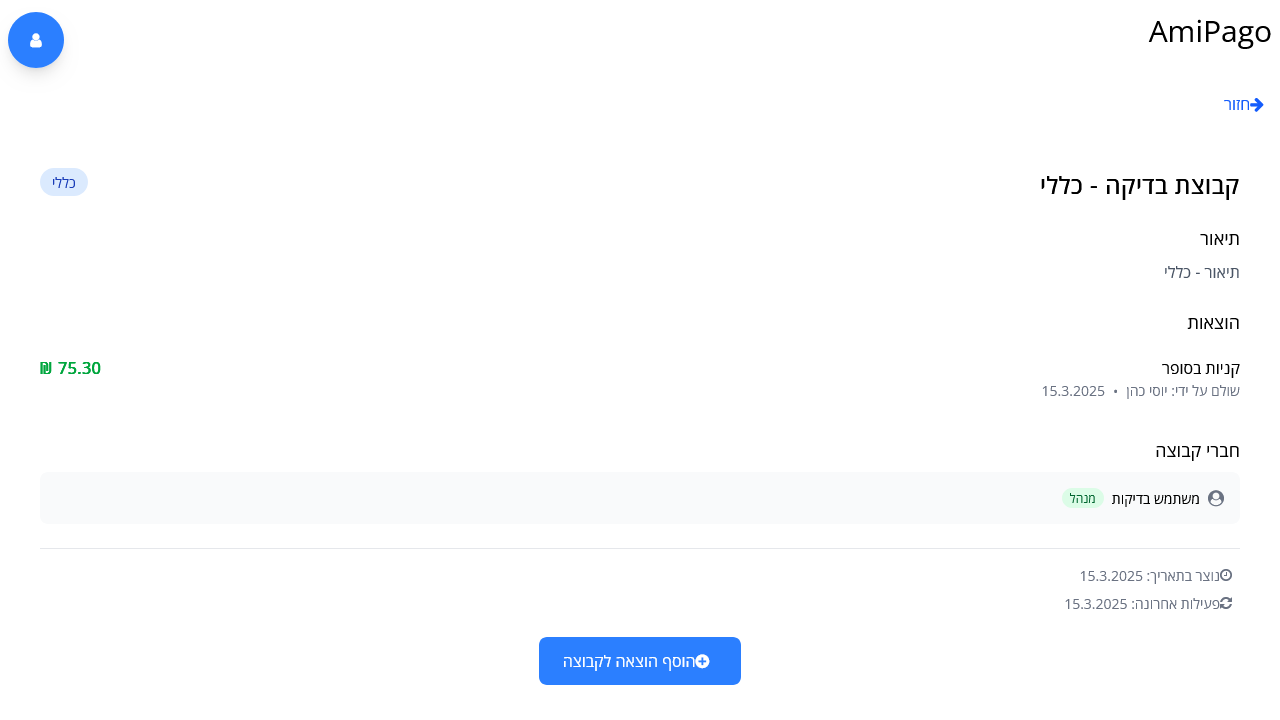 AmiPago
חזור
קבוצת בדיקה - כללי
כללי
תיאור
תיאור - כללי
הוצאות
קניות בסופר
75.30 ₪
שולם על ידי: יוסי כהן • 15.3.2025
חברי קבוצה
משתמש בדיקות מנהל
נוצר בתאריך: 15.3.2025
פעילות אחרונה: 15.3.2025
הוסף הוצאה לקבוצה